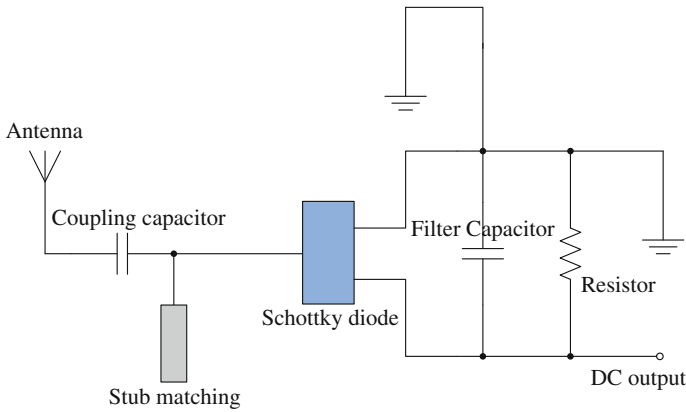 Antenna
Coupling capacitor
Filter Capacitor
Resistor
Schottky diode
DC output
Stub matching